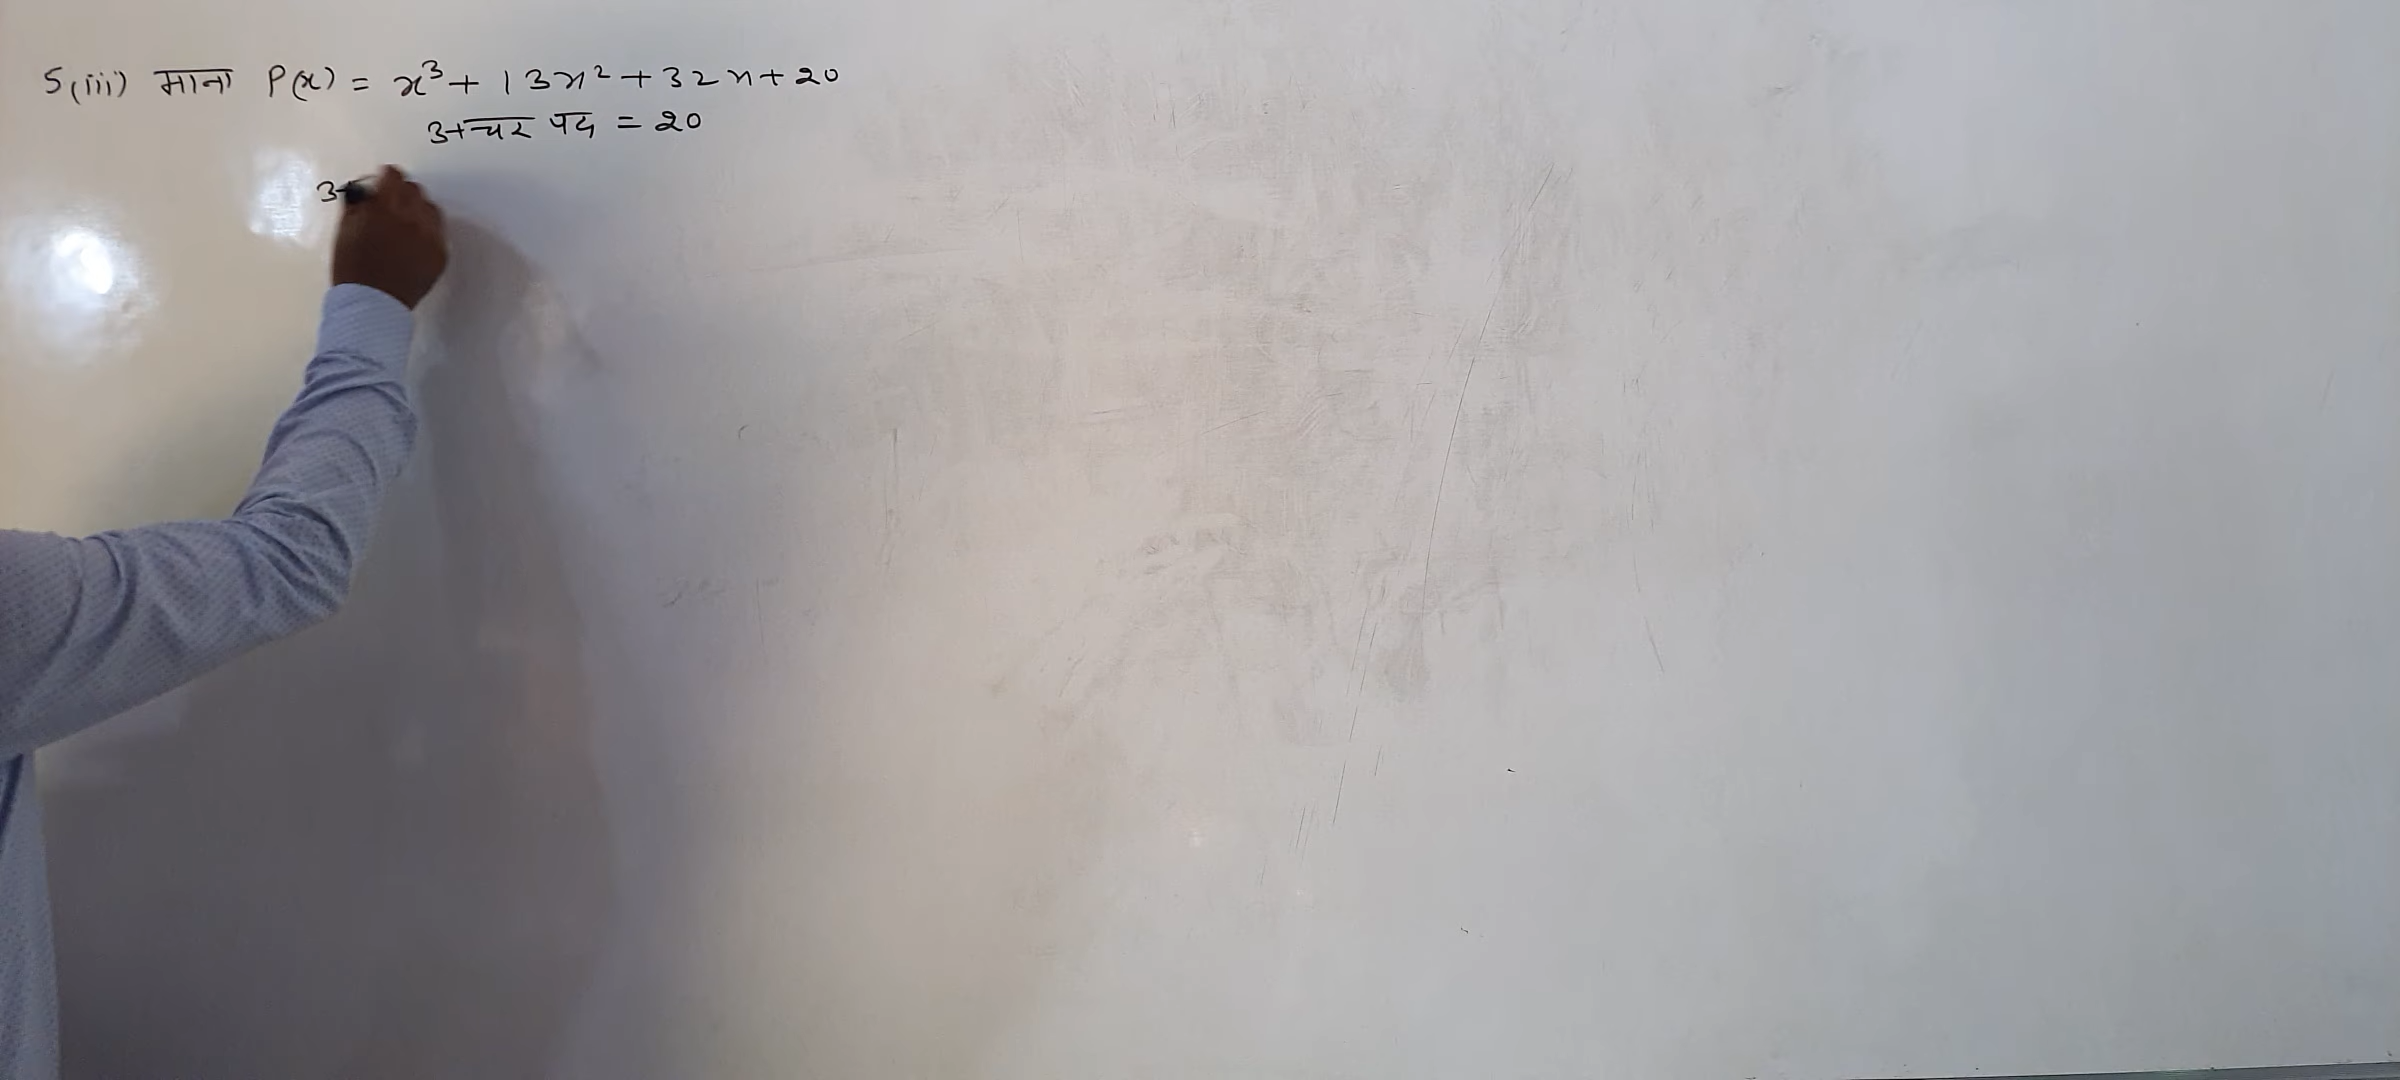 5(iii) माना P(x) = x³ + 13x² + 32x + 20
अचर पद = 20